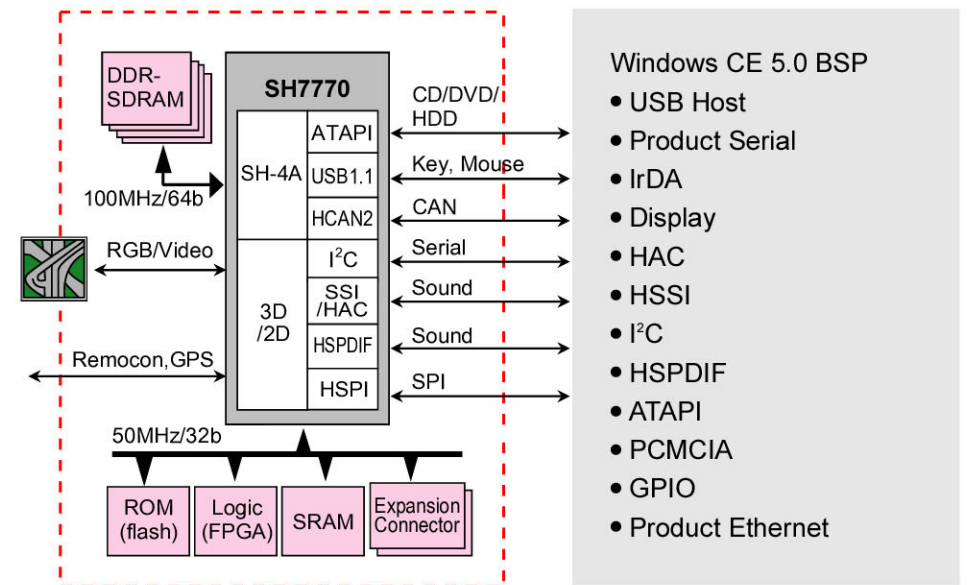 DDR-
SDRAM
100MHz/64b
RGB/Video
Remocon,GPS
SH7770
SH-4A
3D
/2D
ATAPI
USB1.1
HCAN2
I²C
SSI
/HAC
HSPDIF
HSPI
CD/DVD/
HDD
Key, Mouse
CAN
Serial
Sound
Sound
SPI
50MHz/32b
ROM
(flash)
Logic
(FPGA)
SRAM
Expansion
Connector
Windows CE 5.0 BSP
• USB Host
• Product Serial
• IrDA
• Display
• HAC
• HSSI
• I²C
• HSPDIF
• ATAPI
• PCMCIA
• GPIO
• Product Ethernet